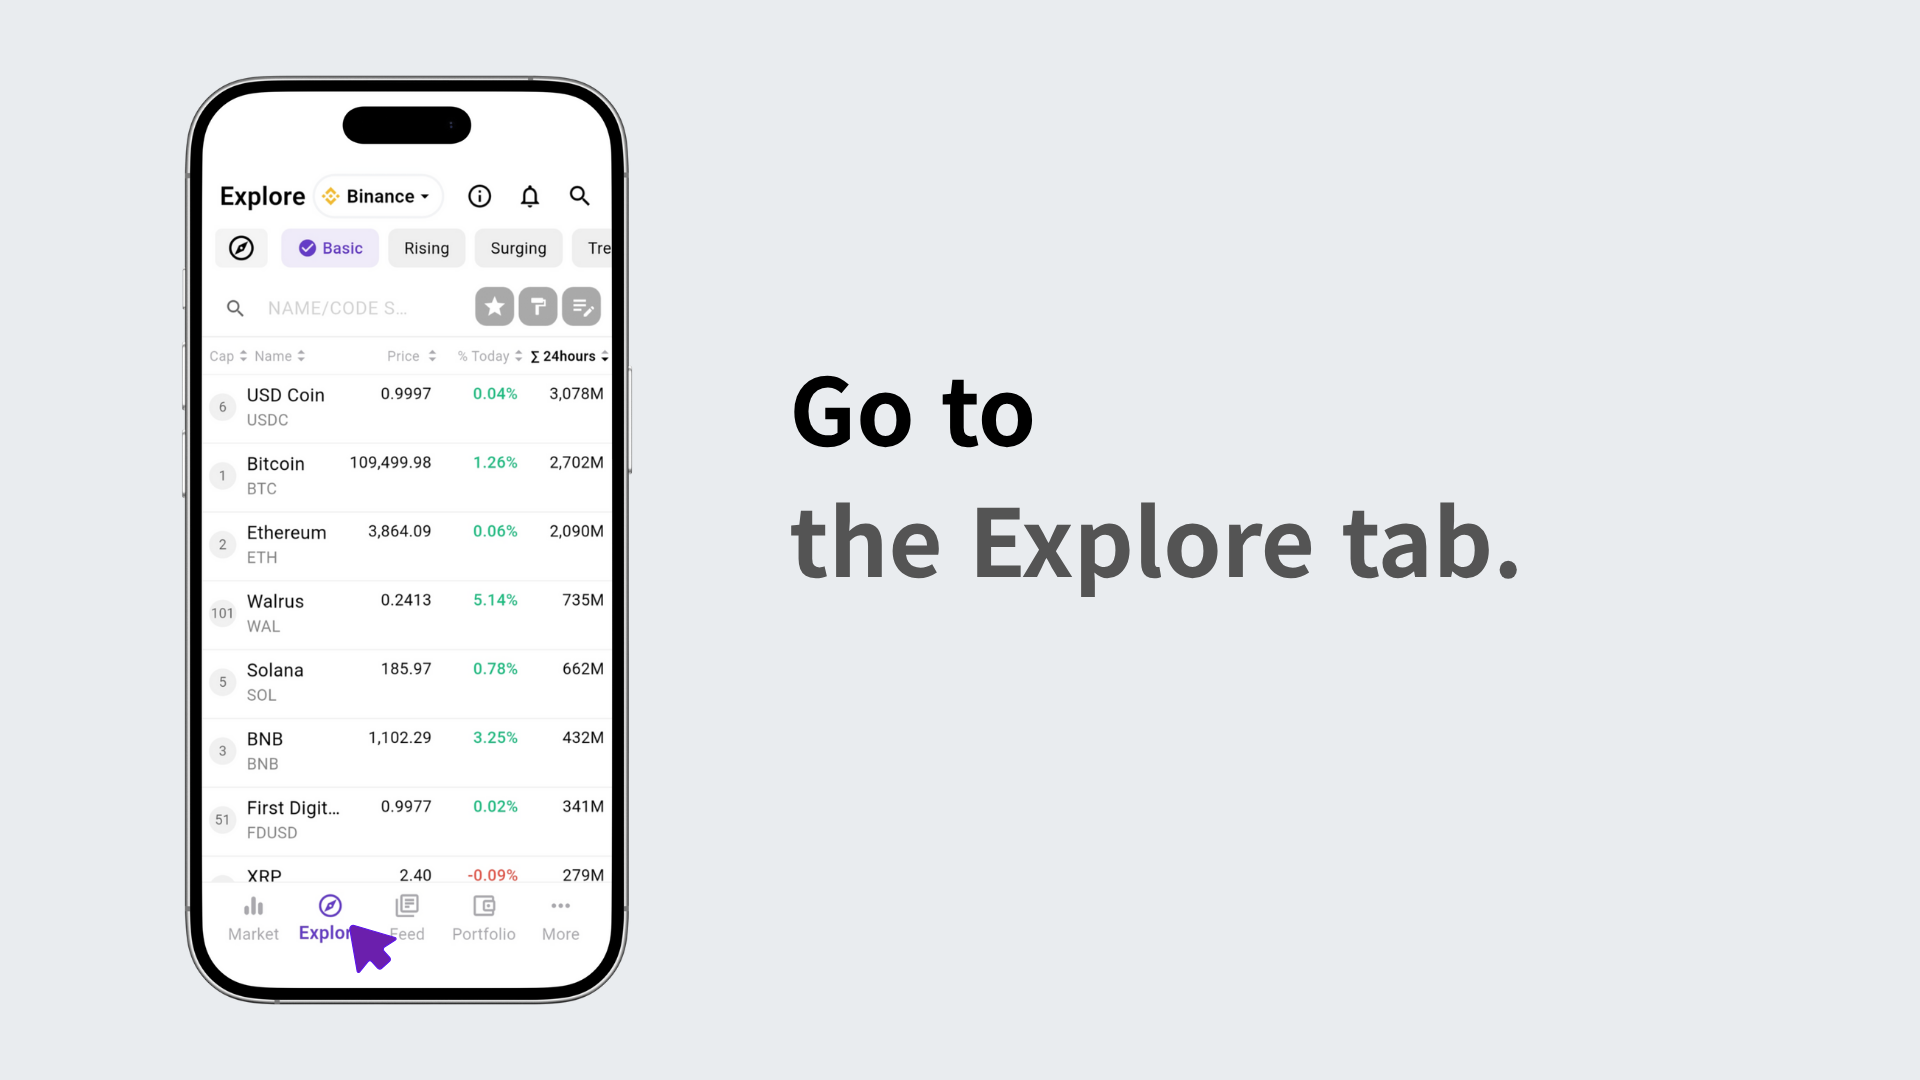 Explore Binance
Basic Rising Surging Tre
NAME/CODE S...
Cap Name Price % Today Σ 24hours
6 USD Coin 0.9997 0.04% 3,078M
USDC
1 Bitcoin 109,499.98 1.26% 2,702M
BTC
2 Ethereum 3,864.09 0.06% 2,090M
ETH
101 Walrus 0.2413 5.14% 735M
WAL
5 Solana 185.97 0.78% 662M
SOL
3 BNB 1,102.29 3.25% 432M
BNB
51 First Digit... 0.9977 0.02% 341M
FDUSD
XRP 2.40 -0.09% 279M
Market Explor Feed Portfolio More
Go to
the Explore tab.